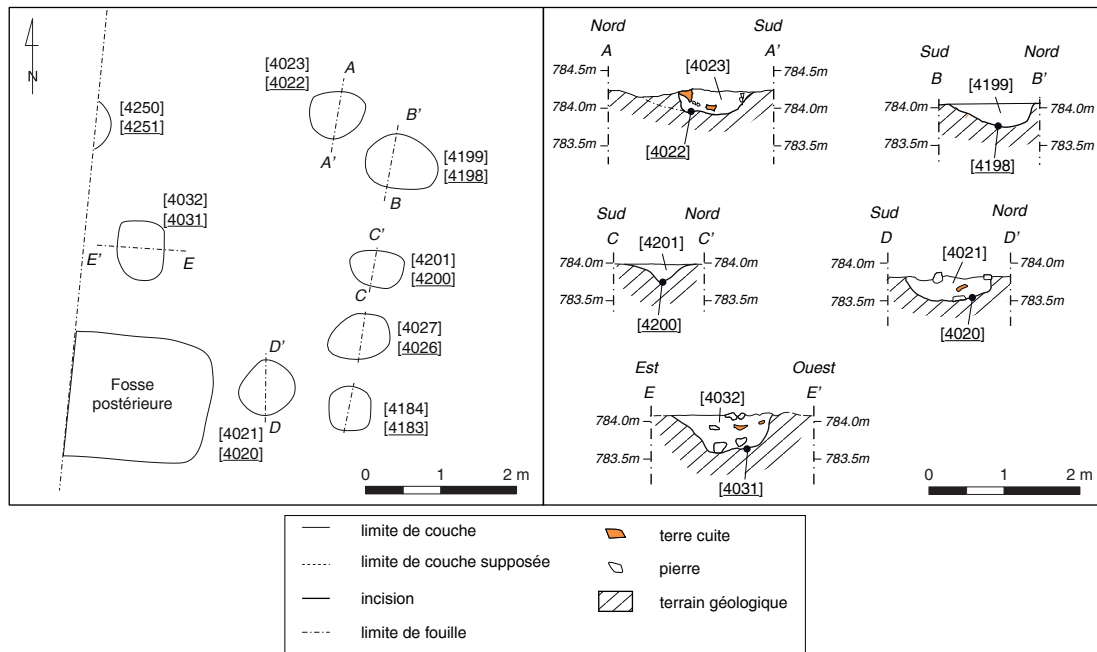 N
[4250]
[4251]
[4023]
[4022]
A
A'
B'
B
[4199]
[4198]
[4032]
[4031]
E'
E
C'
C
[4201]
[4200]
[4027]
[4026]
Fosse
postérieure
D'
D
[4021]
[4020]
[4184]
[4183]
0 1 2 m
Nord Sud
A A'
[4023]
784.5m 784.5m
784.0m 784.0m
783.5m 783.5m
[4022]
Sud Nord
B B'
[4199]
784.0m 784.0m
783.5m 783.5m
[4198]
Sud Nord
C C'
[4201]
784.0m 784.0m
783.5m 783.5m
[4200]
Sud Nord
D D'
[4021]
784.0m 784.0m
783.5m 783.5m
[4020]
Est Ouest
E E'
[4032]
784.0m 784.0m
783.5m 783.5m
[4031]
0 1 2 m
limite de couche
limite de couche supposée
incision
limite de fouille
terre cuite
pierre
terrain géologique